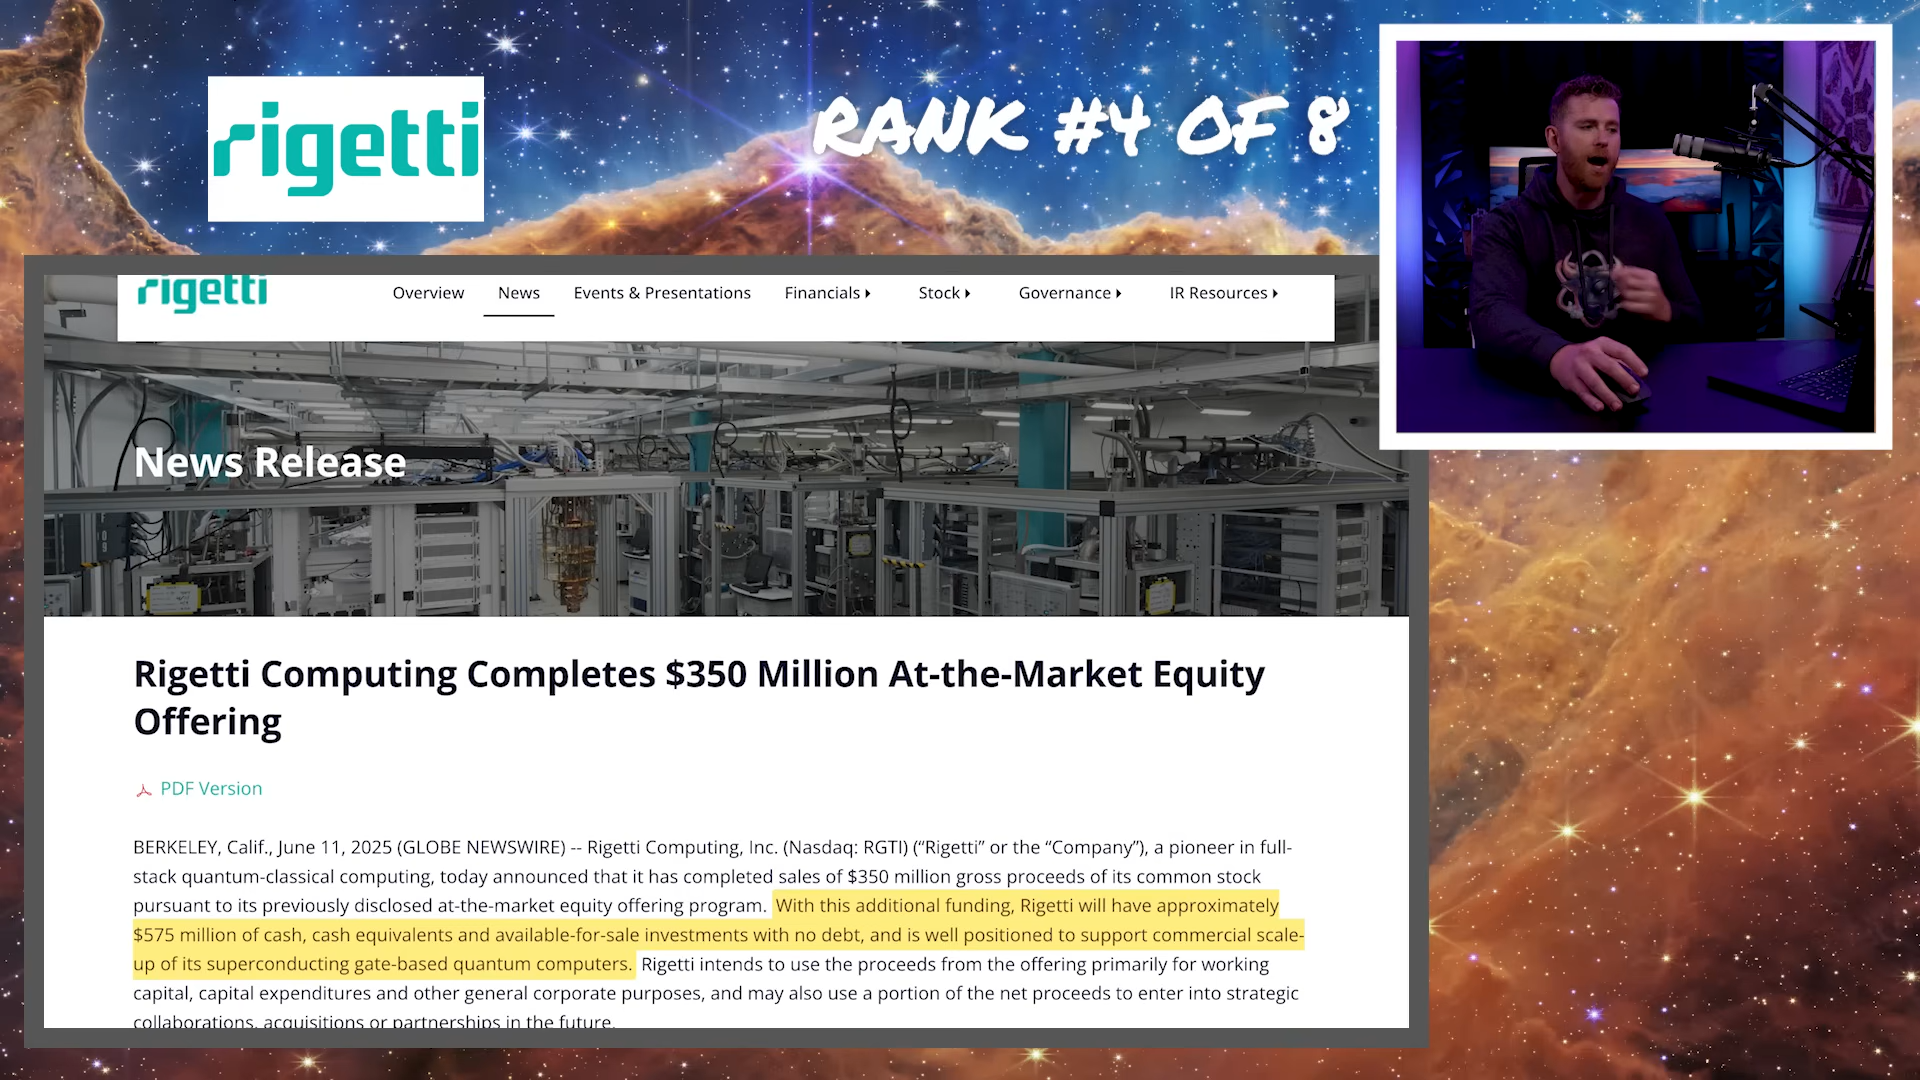 rigetti
RANK #4 OF 8
rigetti
Overview News Events & Presentations Financials Stock Governance IR Resources
News Release
Rigetti Computing Completes $350 Million At-the-Market Equity
Offering
PDF Version
BERKELEY, Calif., June 11, 2025 (GLOBE NEWSWIRE) -- Rigetti Computing, Inc. (Nasdaq: RGTI) (“Rigetti” or the “Company”), a pioneer in full-
stack quantum-classical computing, today announced that it has completed sales of $350 million gross proceeds of its common stock
pursuant to its previously disclosed at-the-market equity offering program. With this additional funding, Rigetti will have approximately
$575 million of cash, cash equivalents and available-for-sale investments with no debt, and is well positioned to support commercial scale-
up of its superconducting gate-based quantum computers. Rigetti intends to use the proceeds from the offering primarily for working
capital, capital expenditures and other general corporate purposes, and may also use a portion of the net proceeds to enter into strategic
collaborations, acquisitions or partnerships in the future.